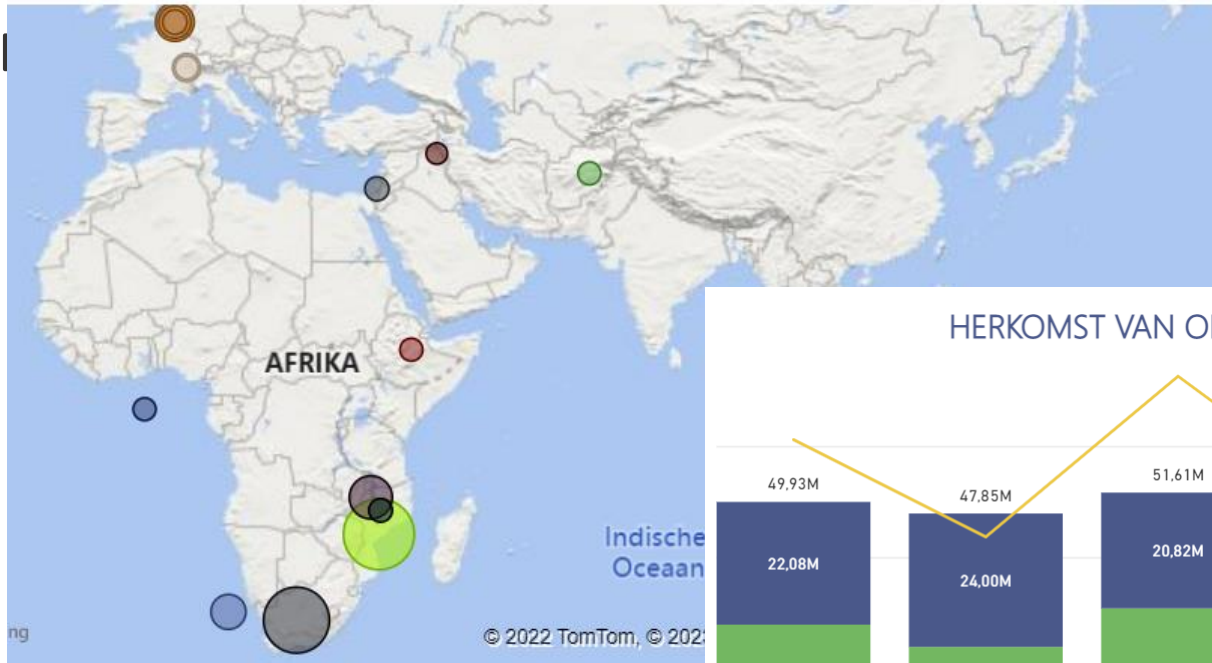 AFRIKA
Indische
Oceaan
ng
© 2022 TomTom, © 202
HERKOMST VAN
49,93M
47,85M
51,61M
22,08M
24,00M
20,82M